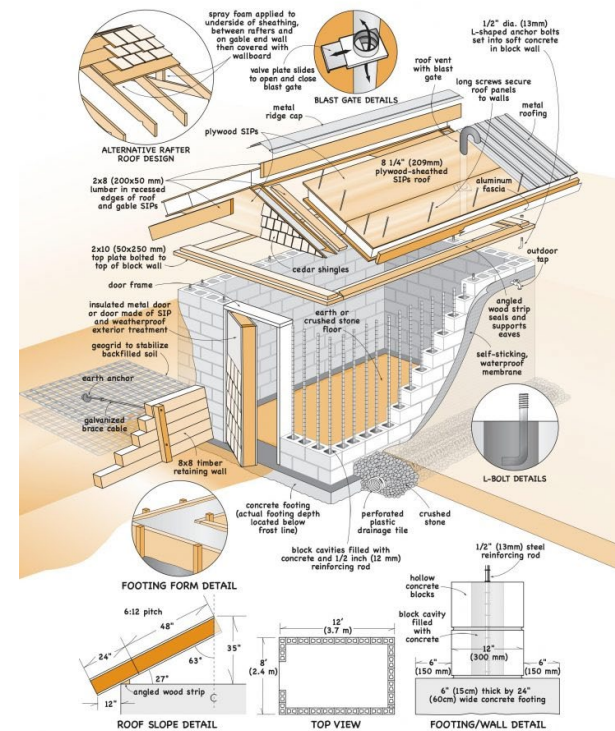 spray foam applied to
underside of sheathing,
between rafters and
on gable end wall
then covered with
wallboard
ALTERNATIVE RAFTER
ROOF DESIGN
valve plate slides
to open and close
blast gate
BLAST GATE DETAILS
1/2" dia. (13mm)
L-shaped anchor bolts
set into soft concrete
in block wall
roof vent
with blast
gate
long screws secure
roof panels
to walls
metal
roofing
metal
ridge cap
plywood SIPs
8 1/4" (209mm)
plywood-sheathed
SIPs roof
aluminum
fascia
2x8 (200x50 mm)
lumber in recessed
edges of roof
and gable SIPs
2x10 (50x250 mm)
top plate bolted to
top of block wall
cedar shingles
outdoor
tap
door frame
insulated metal door
or door made of SIP
and weatherproof
exterior treatment
earth or
crushed stone
floor
angled
wood strip
seals and
supports
eaves
geogrid to stabilize
backfilled soil
self-sticking,
waterproof
membrane
earth anchor
galvanized
brace cable
8x8 timber
retaining wall
L-BOLT DETAILS
concrete footing
(actual footing depth
located below
frost line)
perforated
plastic
drainage tile
crushed
stone
block cavities filled with
concrete and 1/2 inch (12 mm)
reinforcing rod
FOOTING FORM DETAIL
6:12 pitch
48"
24"
35"
63°
27°
angled wood strip
12"
ROOF SLOPE DETAIL
12'
(3.7 m)
8'
(2.4 m)
TOP VIEW
1/2" (13mm) steel
reinforcing rod
hollow
concrete
blocks
block cavity
filled
with
concrete
12"
(300 mm)
6"
(150 mm)
6"
(150 mm)
6" (15cm) thick by 24"
(60cm) wide concrete footing
FOOTING/WALL DETAIL